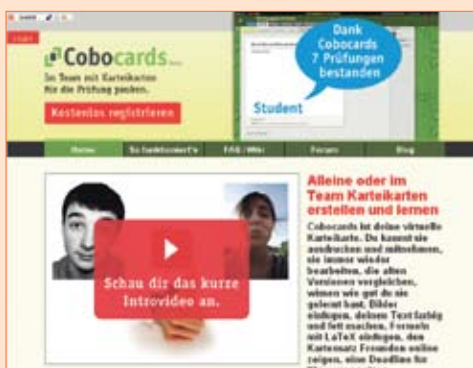 Cobocards
Im Team mit Karteikarten
für die Prüfung pauken.
Kostenlos registrieren
Dank
Cobocards
7 Prüfungen
bestanden
Student
Home So funktioniert's FAQ / Wiki Forum Blog
Schau dir das kurze
Introvideo an.
Alleine oder im
Team Karteikarten
erstellen und lernen
Cobocards ist deine virtuelle
Karteikarte. Du kannst sie
ausdrucken und mitnehmen,
sie immer wieder
bearbeiten, die alten
Versionen vergleichen,
wissen wie gut du sie
gelernt hast, Bilder
einfügen, deinen Text farbig
und fett machen, Formeln
mit LaTeX einfügen, den
Kartensatz Freunden online
zeigen, eine Deadline für